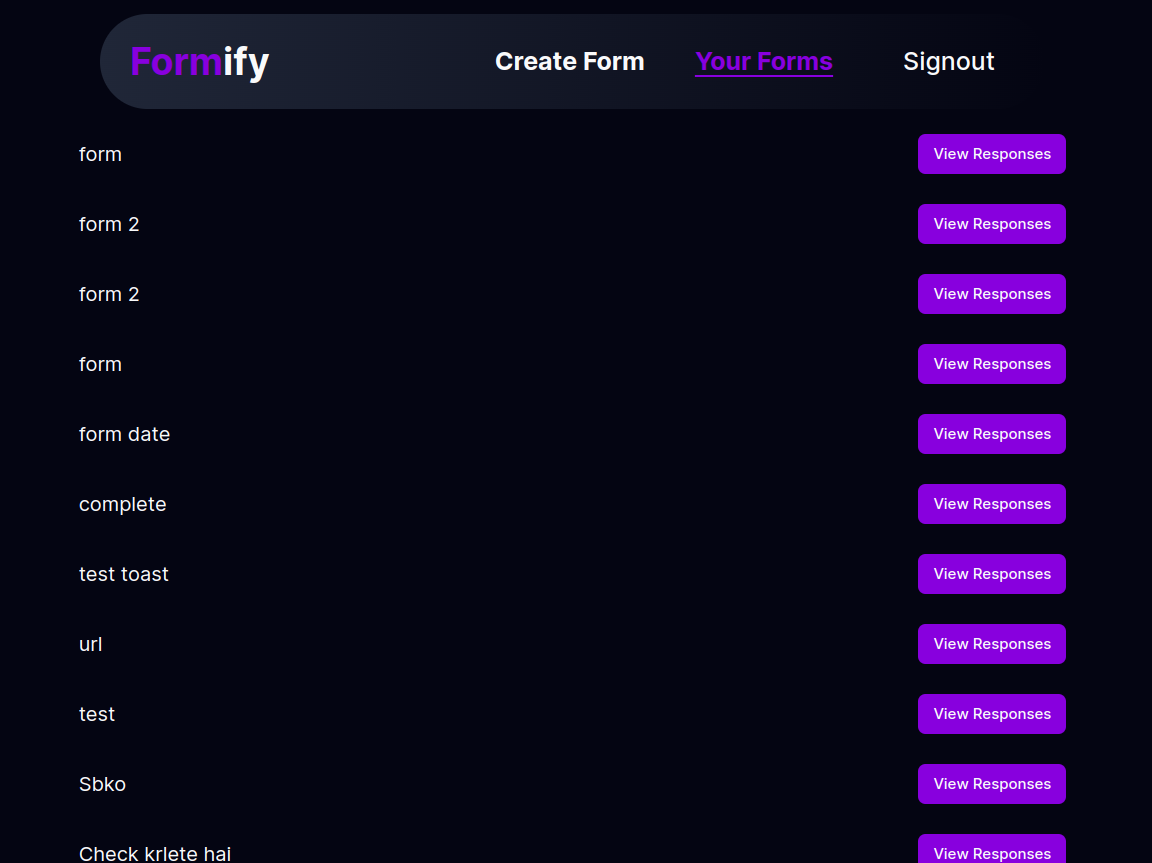 Formify Create Form Your Forms Signout
form View Responses
form 2 View Responses
form 2 View Responses
form View Responses
form date View Responses
complete View Responses
test toast View Responses
url View Responses
test View Responses
Sbko View Responses
Check krlete hai View Responses